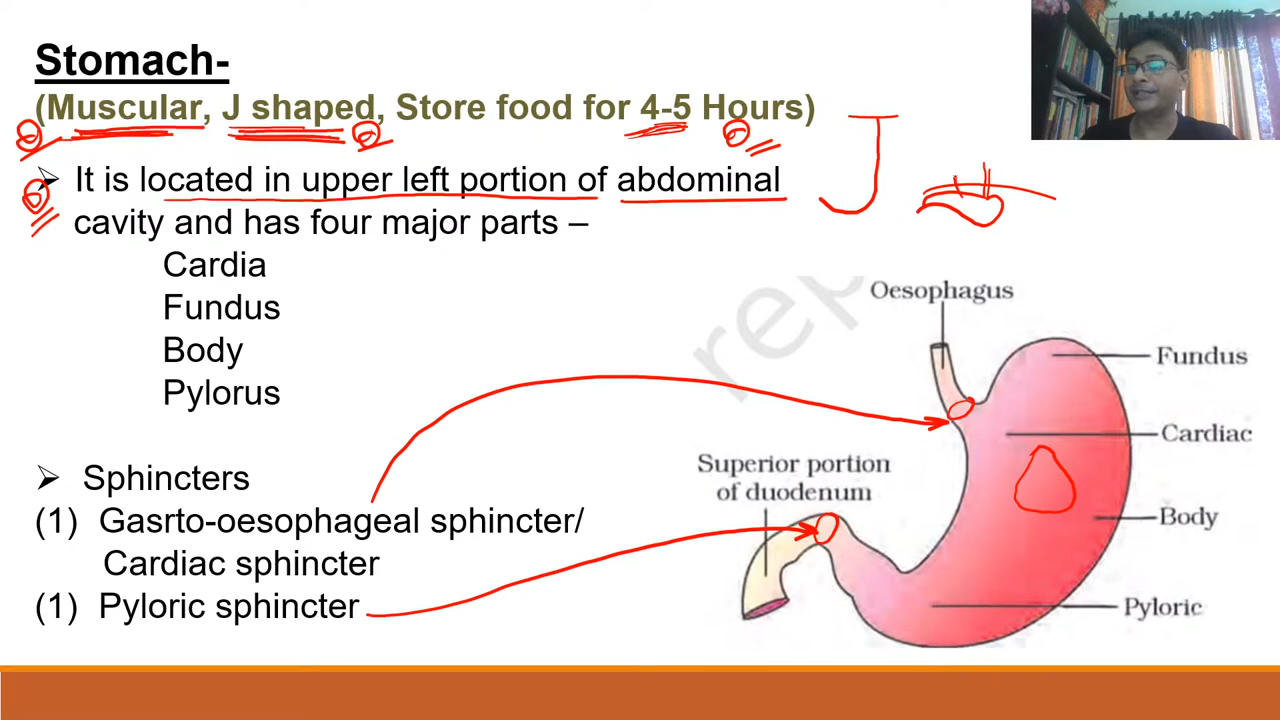 Stomach-
(Muscular, J shaped, Store food for 4-5 Hours)
➤ It is located in upper left portion of abdominal
cavity and has four major parts –
Cardia
Fundus
Body
Pylorus
➤ Sphincters
(1) Gasrto-oesophageal sphincter/
Cardiac sphincter
(1) Pyloric sphincter
J
rep
Oesophagus
Fundus
Cardiac
Superior portion
of duodenum
Body
Pyloric